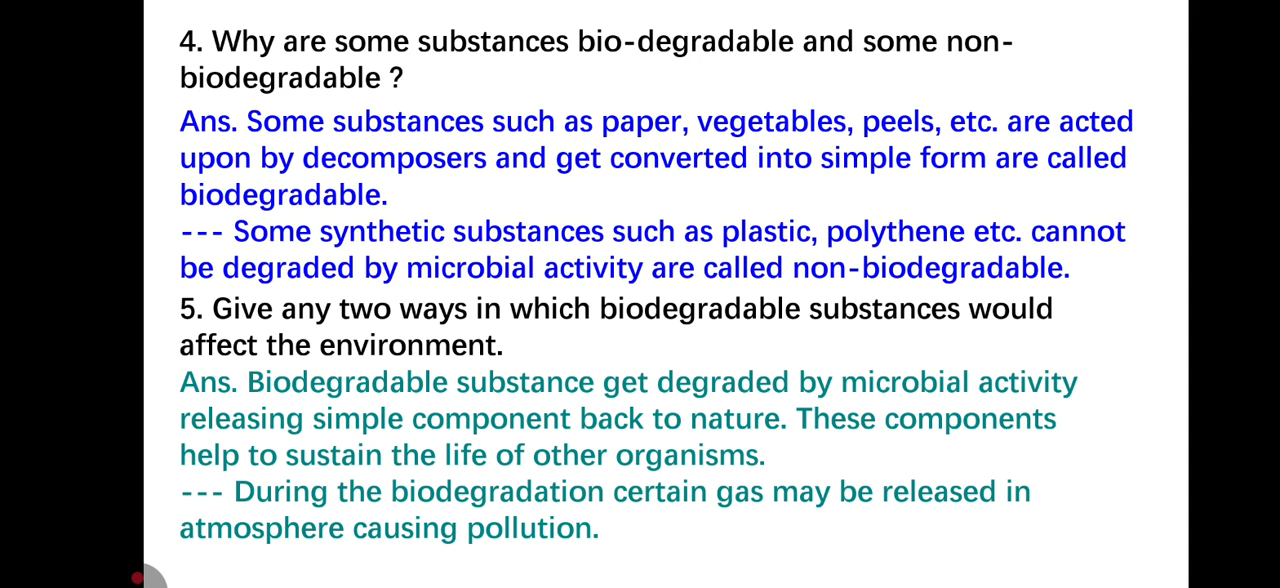 4. Why are some substances bio-degradable and some non-
biodegradable ?
Ans. Some substances such as paper, vegetables, peels, etc. are acted
upon by decomposers and get converted into simple form are called
biodegradable.
--- Some synthetic substances such as plastic, polythene etc. cannot
be degraded by microbial activity are called non-biodegradable.
5. Give any two ways in which biodegradable substances would
affect the environment.
Ans. Biodegradable substance get degraded by microbial activity
releasing simple component back to nature. These components
help to sustain the life of other organisms.
--- During the biodegradation certain gas may be released in
atmosphere causing pollution.